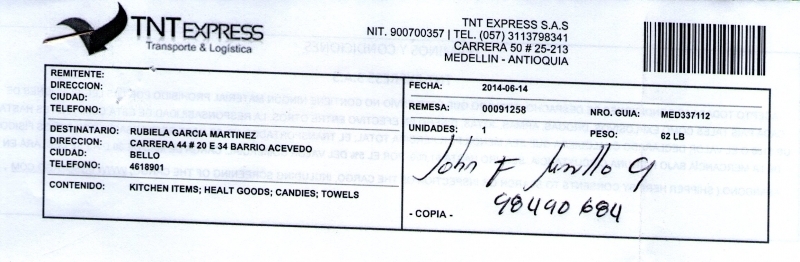 TNT EXPRESS
Transporte & Logística
TNT EXPRESS S.A.S
NIT. 900700357 | TEL. (057) 3113798341
CARRERA 50 # 25-213
MEDELLIN - ANTIOQUIA
REMITENTE:
DIRECCION:
CIUDAD:
TELEFONO:
DESTINATARIO: RUBIELA GARCIA MARTINEZ
DIRECCION: CARRERA 44 # 20 E 34 BARRIO ACEVEDO
CIUDAD: BELLO
TELEFONO: 4618901
CONTENIDO: KITCHEN ITEMS; HEALT GOODS; CANDIES; TOWELS
FECHA: 2014-06-14
REMESA: 00091258 NRO. GUIA: MED337112
UNIDADES: 1 PESO: 62 LB
John F
98490684
- COPIA -